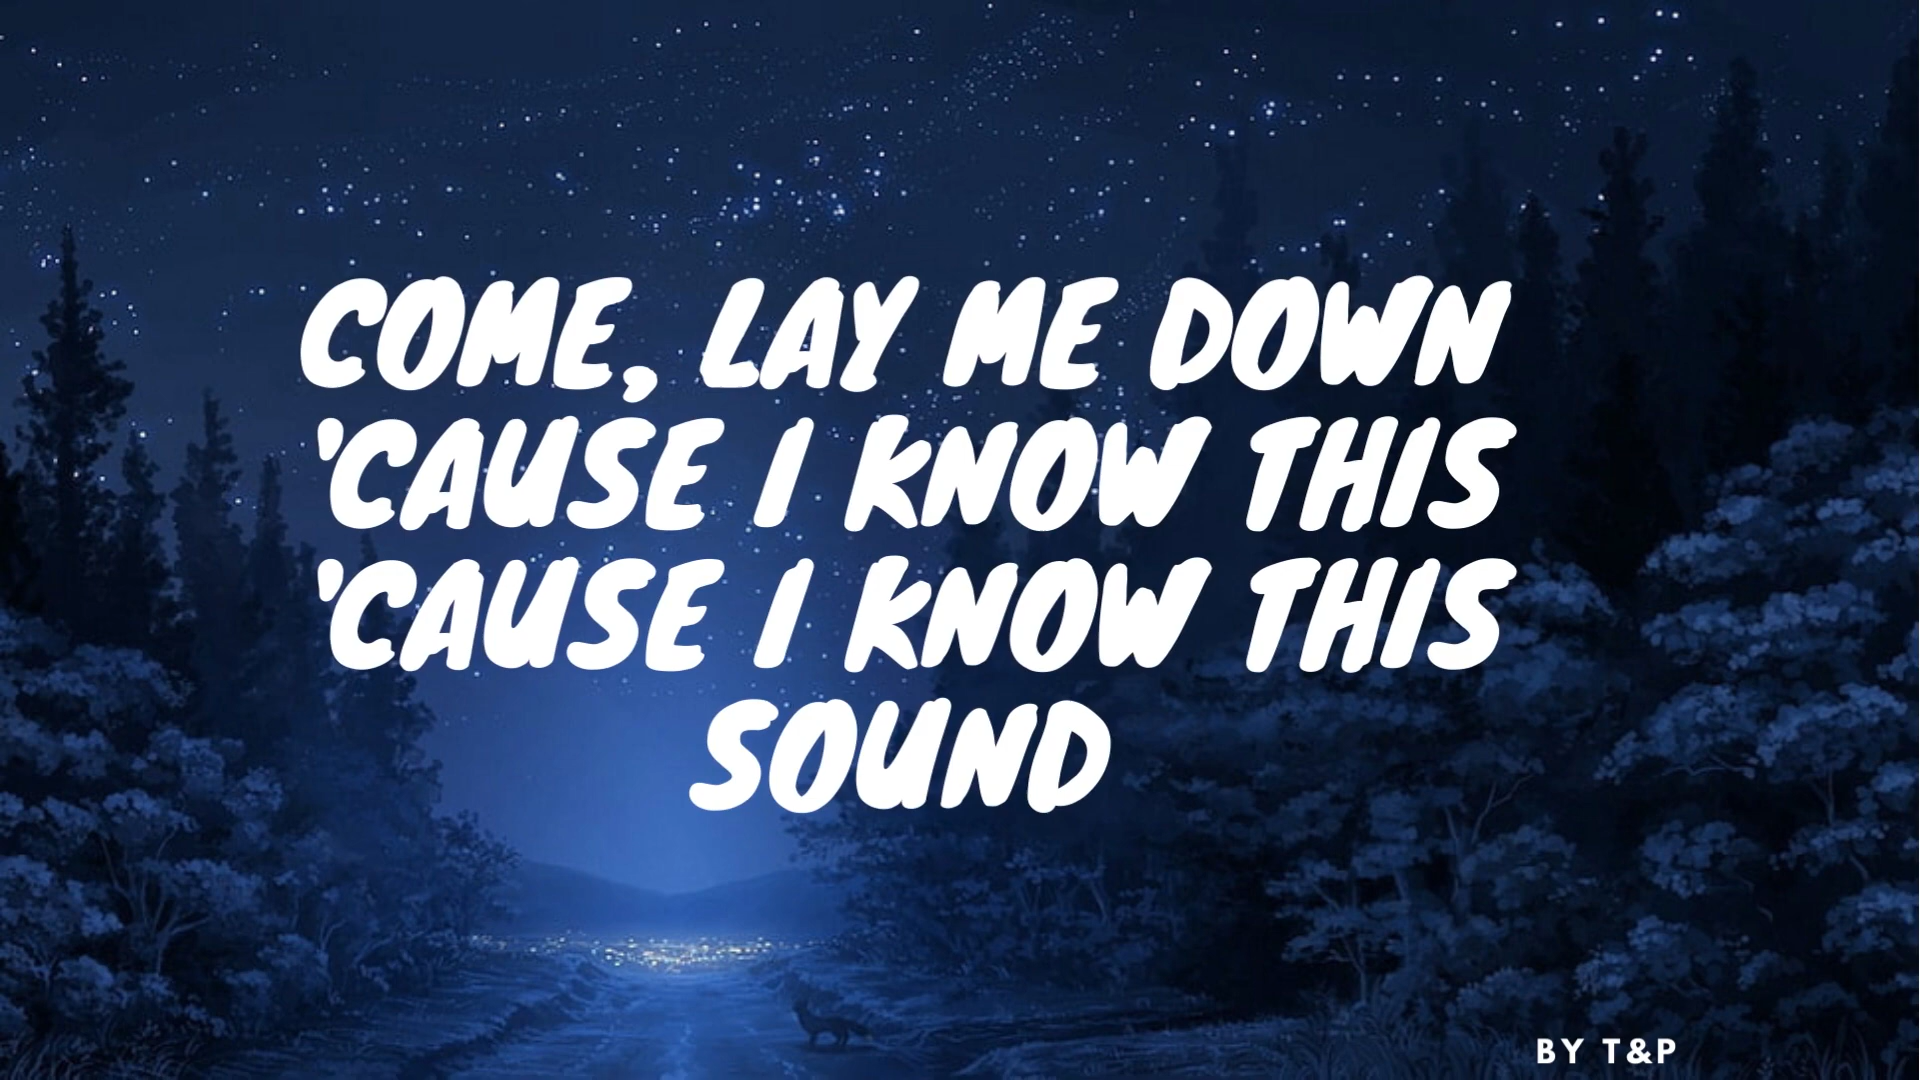 COME, LAY ME DOWN
'CAUSE I KNOW THIS
'CAUSE I KNOW THIS
SOUND
BY T&P